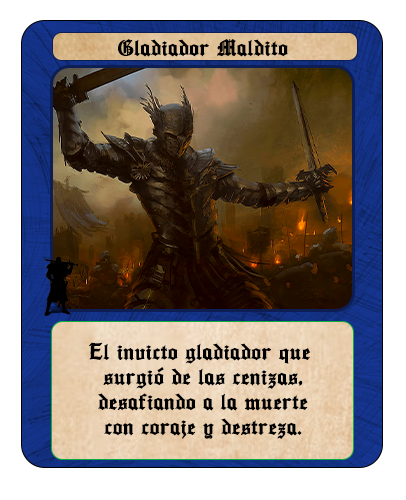 Gladiador Maldito
El invicto gladiador que
surgió de las cenizas,
desafiando a la muerte
con coraje y destreza.